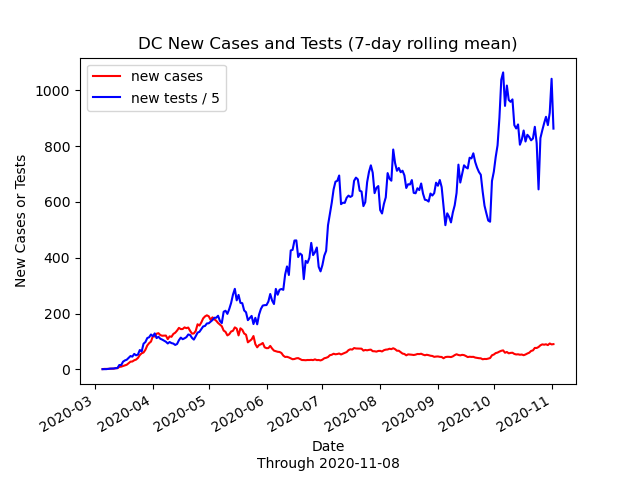 DC New Cases and Tests (7-day rolling mean)
new cases
new tests / 5
New Cases or Tests
1000
800
600
400
200
0
2020-03
2020-04
2020-05
2020-06
2020-07
2020-08
2020-09
2020-10
2020-11
Date
Through 2020-11-08